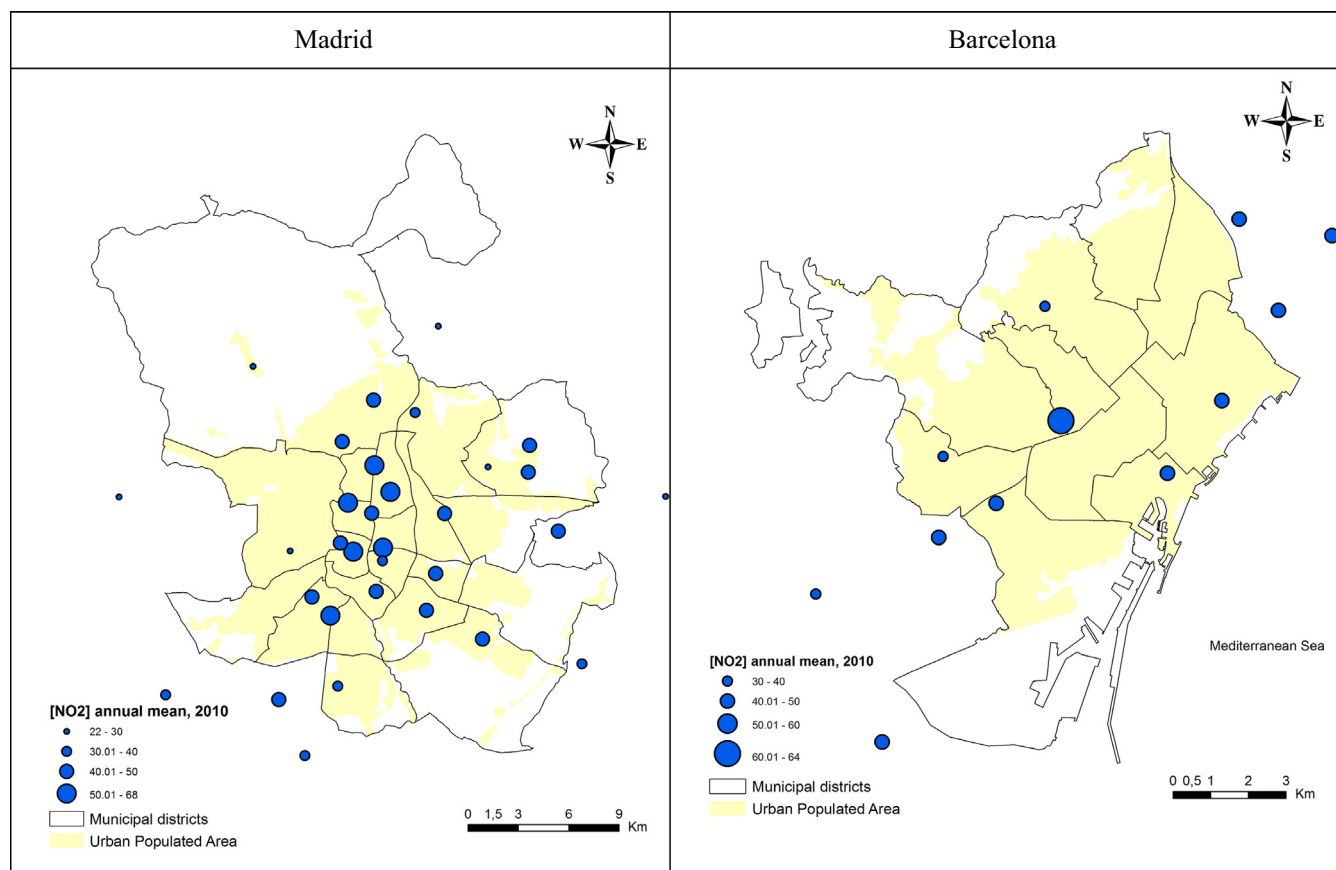 Madrid
Barcelona
N
W E
S
[NO2] annual mean, 2010
22 - 30
30.01 - 40
40.01 - 50
50.01 - 68
Municipal districts
Urban Populated Area
0 1,5 3 6 9
Km
N
W E
S
Mediterranean Sea
[NO2] annual mean, 2010
30 - 40
40.01 - 50
50.01 - 60
60.01 - 64
Municipal districts
Urban Populated Area
0 0,5 1 2 3
Km